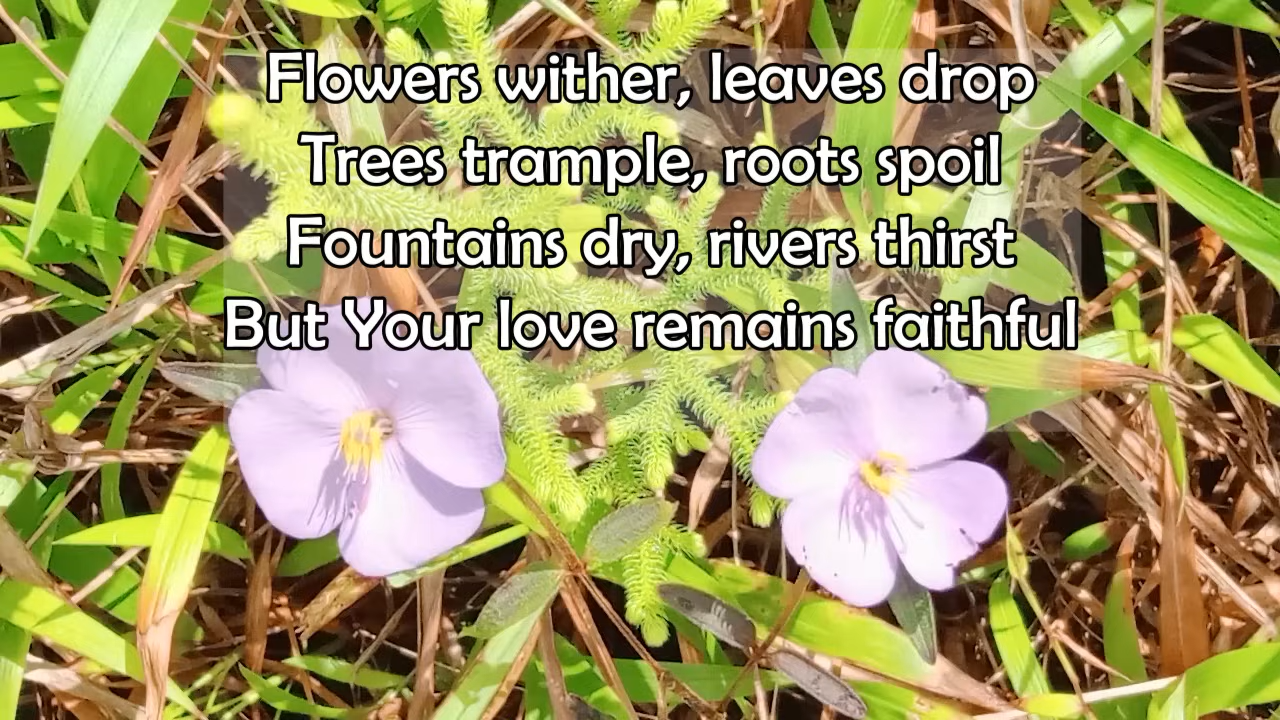 Flowers wither, leaves drop
Trees trample, roots spoil
Fountains dry, rivers thirst
But Your love remains faithful